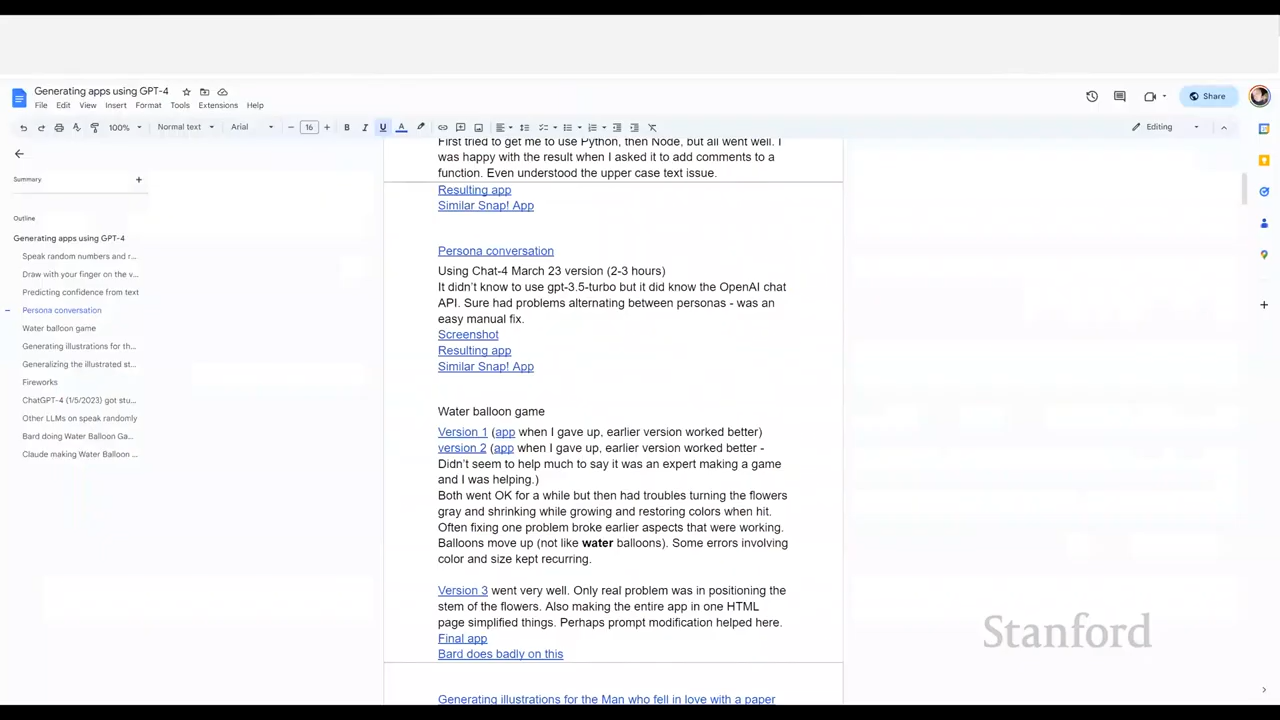 Generating apps using GPT-4
File Edit View Insert Format Tools Extensions Help
Share
100% Normal text Arial 16 B I U A Editing
Summary
Outline
Generating apps using GPT-4
Speak random numbers and r...
Draw with your finger on the v...
Predicting confidence from text
Persona conversation
Water balloon game
Generating illustrations for th...
Generalizing the illustrated st...
Fireworks
ChatGPT-4 (1/5/2023) got stu...
Other LLMs on speak randomly
Bard doing Water Balloon Ga...
Claude making Water Balloon ...
First tried to get me to use Python, then Node, but all went well. I
was happy with the result when I asked it to add comments to a
function. Even understood the upper case text issue.
Resulting app
Similar Snap! App
Persona conversation
Using Chat-4 March 23 version (2-3 hours)
It didn't know to use gpt-3.5-turbo but it did know the OpenAI chat
API. Sure had problems alternating between personas - was an
easy manual fix.
Screenshot
Resulting app
Similar Snap! App
Water balloon game
Version 1 (app when I gave up, earlier version worked better)
version 2 (app when I gave up, earlier version worked better -
Didn't seem to help much to say it was an expert making a game
and I was helping.)
Both went OK for a while but then had troubles turning the flowers
gray and shrinking while growing and restoring colors when hit.
Often fixing one problem broke earlier aspects that were working.
Balloons move up (not like water balloons). Some errors involving
color and size kept recurring.
Version 3 went very well. Only real problem was in positioning the
stem of the flowers. Also making the entire app in one HTML
page simplified things. Perhaps prompt modification helped here.
Final app
Bard does badly on this
Generating illustrations for the Man who fell in love with a paper
Stanford